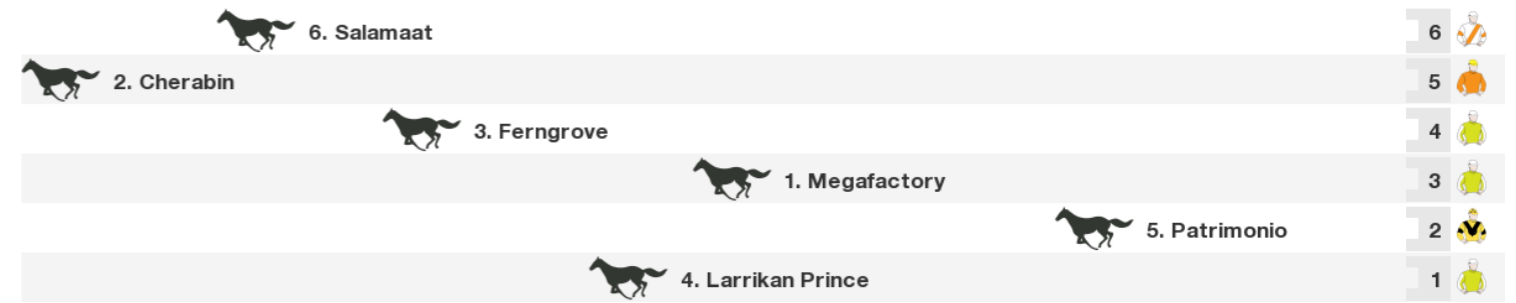 6. Salamaat 6
2. Cherabin 5
3. Ferngrove 4
1. Megafactory 3
5. Patrimonio 2
4. Larrikan Prince 1